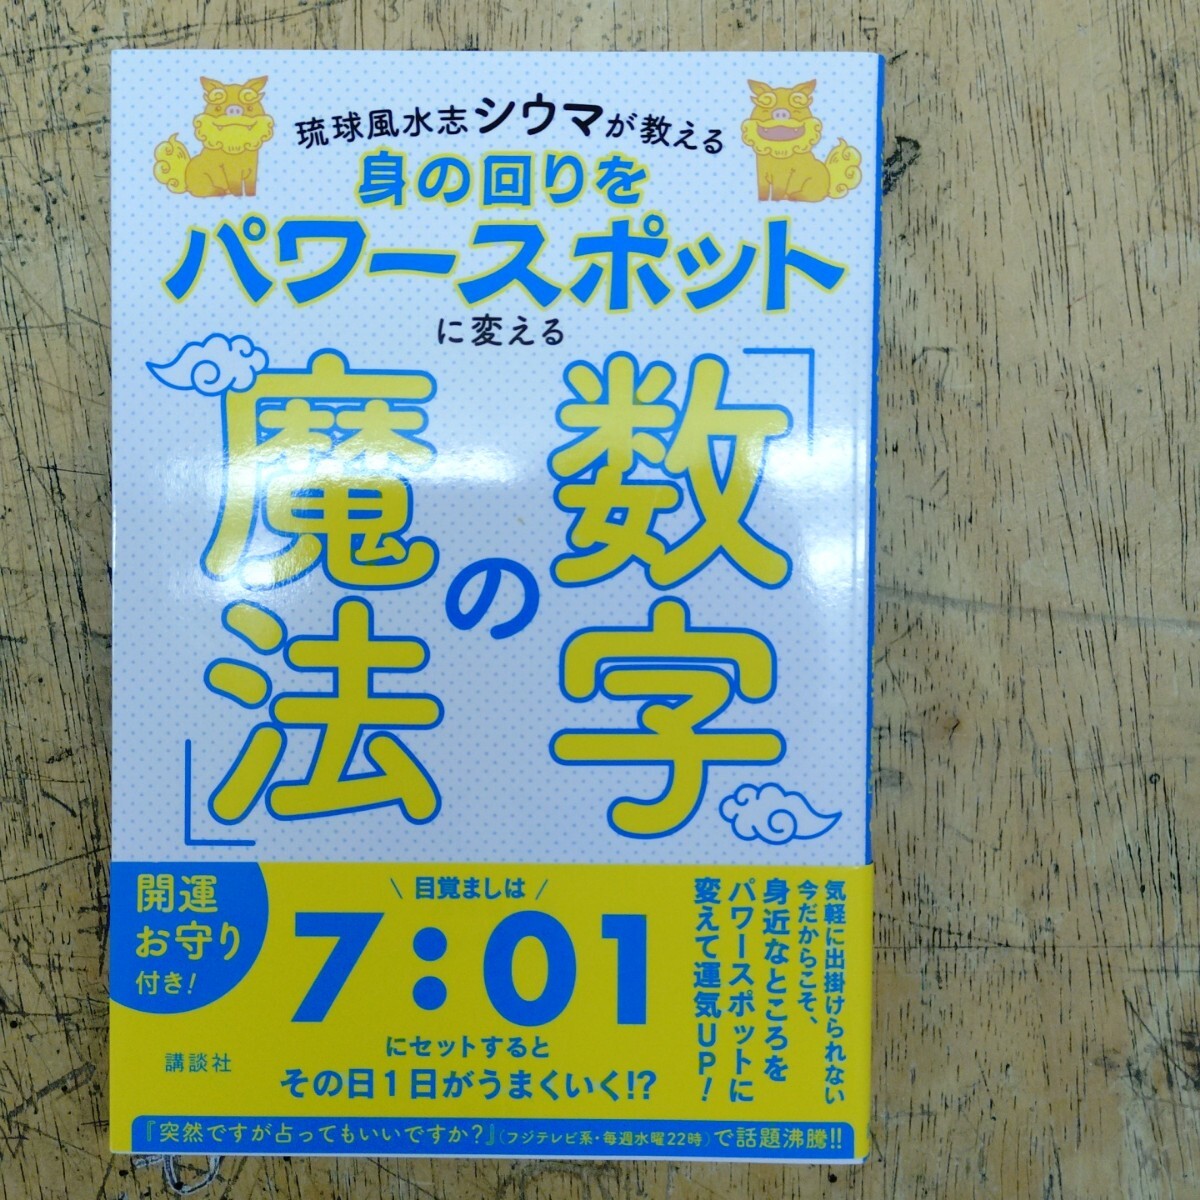 琉球風水志シウマが教える
身の回りを
パワースポット
に変える
「数字
の
魔法」
気軽に出掛けられない
今だからこそ、
身近なところを
パワースポットに
変えて運気UP!
開運
お守り
付き!
\ 目覚ましは /
7:01
にセットすると
その日1日がうまくいく!?
講談社
『突然ですが占ってもいいですか?』(フジテレビ系・毎週水曜22時)で話題沸騰!!